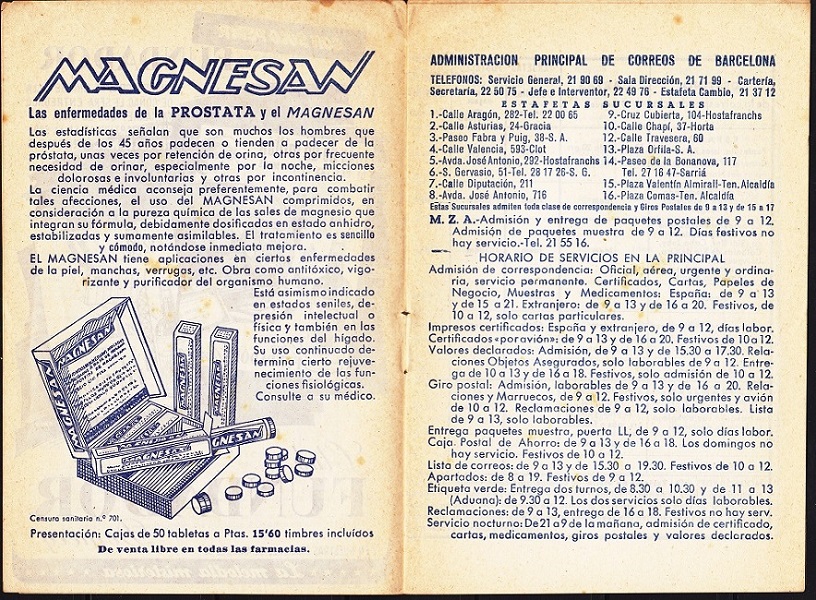 MAGNESAN
Las enfermedades de la PROSTATA y el MAGNESAN
Las estadísticas señalan que son muchos los hombres que
después de los 45 años padecen o tienden a padecer de la
próstata, unas veces por retención de orina, otras por frecuente
necesidad de orinar, especialmente por la noche, micciones
dolorosas e involuntarias y otras por incontinencia.
La ciencia médica aconseja preferentemente, para combatir
tales afecciones, el uso del MAGNESAN comprimidos, en
consideración a la pureza química de las sales de magnesio que
integran su fórmula, debidamente dosificadas en estado anhidro,
estabilizadas y sumamente asimilables. El tratamiento es sencillo
y cómodo, notándose inmediata mejora.
EL MAGNESAN tiene aplicaciones en ciertas enfermedades
de la piel, manchas, verrugas, etc. Obra como antitóxico, vigo-
rizante y purificador del organismo humano.
Está asimismo indicado
en estados seniles, de-
presión intelectual o
física y también en las
funciones del hígado.
Su uso continuado de-
termina cierto rejuve-
necimiento de las fun-
ciones fisiológicas.
Consulte a su médico.
MAGNESAN
MAGNESAN
MAGNESAN
MAGNESAN
MAGNESAN
Censura sanitaria n.º 701.
Presentación: Cajas de 50 tabletas a Ptas. 15'60 timbres incluídos
De venta libre en todas las farmacias.
ADMINISTRACION PRINCIPAL DE CORREOS DE BARCELONA
TELEFONOS: Servicio General, 21 90 69 - Sala Dirección, 21 71 99 - Cartería,
Secretaría, 22 50 75 - Jefe e Interventor, 22 49 76 - Estafeta Cambio, 21 37 12
ESTAFETAS SUCURSALES
1.-Calle Aragón, 282-Tel. 22 00 65
2.-Calle Asturias, 24-Gracia
3.-Paseo Fabra y Puig, 38-S. A.
4.-Calle Valencia, 593-Clot
5.-Avda. José Antonio, 292-Hostafranchs
6.-S. Gervasio, 51-Tel. 28 17 26-S. G.
7.-Calle Diputación, 211
8.-Avda. José Antonio, 716
9.-Cruz Cubierta, 104-Hostafranchs
10.-Calle Chapí, 37-Horta
12.-Calle Travesera, 60
13.-Plaza Orfila-S. A.
14.-Paseo de la Bonanova, 117
Tel. 27 16 47-Sarriá
15.-Plaza Valentín Almirall-Ten. Alcaldía
16.-Plaza Comas-Ten. Alcaldía
Estas Sucursales admiten toda clase de correspondencia y Giros Postales de 9 a 13 y de 15 a 17
M. Z. A.-Admisión y entrega de paquetes postales de 9 a 12.
Admisión de paquetes muestra de 9 a 12. Días festivos no
hay servicio.-Tel. 21 55 16.
HORARIO DE SERVICIOS EN LA PRINCIPAL
Admisión de correspondencia: Oficial, aérea, urgente y ordina-
ria, servicio permanente. Certificados, Cartas, Papeles de
Negocio, Muestras y Medicamentos: España: de 9 a 13
y de 15 a 21. Extranjero: de 9 a 13 y de 16 a 20. Festivos, de
10 a 12, solo cartas particulares.
Impresos certificados: España y extranjero, de 9 a 12, días labor.
Certificados «por avión»: de 9 a 13 y de 16 a 20. Festivos de 10 a 12.
Valores declarados: Admisión, de 9 a 13 y de 15.30 a 17.30. Rela-
ciones Objetos Asegurados, solo laborables de 9 a 12. Entre-
ga de 10 a 13 y de 16 a 18. Festivos, solo admisión de 10 a 12.
Giro postal: Admisión, laborables de 9 a 13 y de 16 a 20. Rela-
ciones y Marruecos, de 9 a 12. Festivos, solo urgentes y avión
de 10 a 12. Reclamaciones de 9 a 12, solo laborables. Lista
de 9 a 13, solo laborables.
Entrega paquetes muestra, puerta LL, de 9 a 12, solo días labor.
Caja. Postal de Ahorro: de 9 a 13 y de 16 a 18. Los domingos no
hay servicio. Festivos de 10 a 12.
Lista de correos: de 9 a 13 y de 15.30 a 19.30. Festivos de 10 a 12.
Apartados: de 8 a 19. Festivos de 9 a 12.
Etiqueta verde: Entrega dos turnos, de 8.30 a 10.30 y de 11 a 13
(Aduana): de 9.30 a 12. Los dos servicios solo días laborables.
Reclamaciones: de 9 a 13, entrega de 16 a 18. Festivos no hay serv.
Servicio nocturno: De 21 a 9 de la mañana, admisión de certificado,
cartas, medicamentos, giros postales y valores declarados.